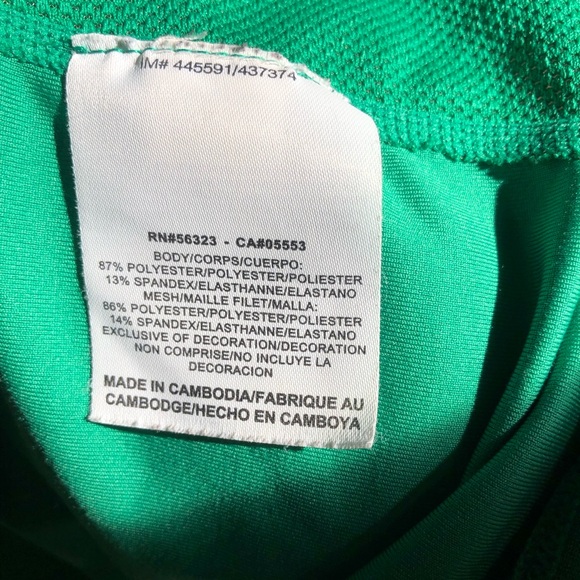 IM# 445591/437374
RN#56323 - CA#05553
BODY/CORPS/CUERPO:
87% POLYESTER/POLYESTER/POLIESTER
13% SPANDEX/ELASTHANNE/ELASTANO
MESH/MAILLE FILET/MALLA:
86% POLYESTER/POLYESTER/POLIESTER
14% SPANDEX/ELASTHANNE/ELASTANO
EXCLUSIVE OF DECORATION/DECORATION
NON COMPRISE/NO INCLUYE LA
DECORACIÓN
MADE IN CAMBODIA/FABRIQUE AU
CAMBODGE/HECHO EN CAMBOYA